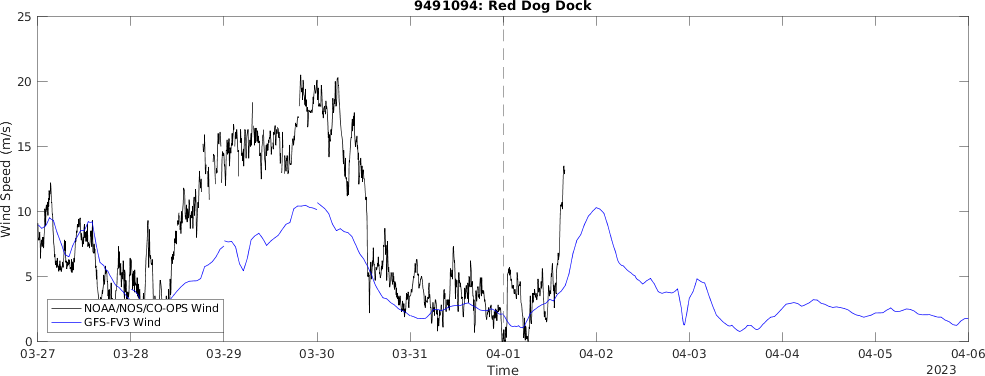 9491094: Red Dog Dock
25
20
15
10
5
0
Wind Speed (m/s)
NOAA/NOS/CO-OPS Wind
GFS-FV3 Wind
03-27 03-28 03-29 03-30 03-31 04-01 04-02 04-03 04-04 04-05 04-06
Time
2023